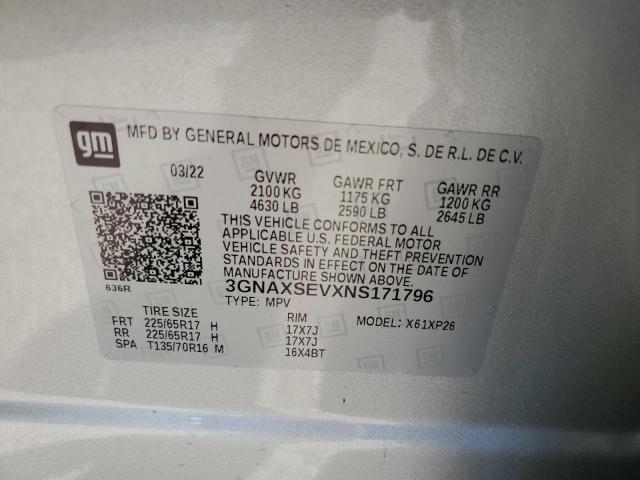 gm MFD BY GENERAL MOTORS DE MEXICO, S. DE R.L. DE C.V.
03/22 GVWR GAWR FRT GAWR RR
2100 KG 1175 KG 1200 KG
4630 LB 2590 LB 2645 LB
THIS VEHICLE CONFORMS TO ALL
APPLICABLE U.S. FEDERAL MOTOR
VEHICLE SAFETY AND THEFT
PREVENTION STANDARDS IN
EFFECT ON THE DATE OF
MANUFACTURE SHOWN ABOVE.
636R 3GNAXSEVXNS171796
TYPE: MPV
TIRE SIZE RIM MODEL: X61XP26
FRT 225/65R17 H 17X7J
RR 225/65R17 H 17X7J
SPA T135/70R16 M 16X4BT